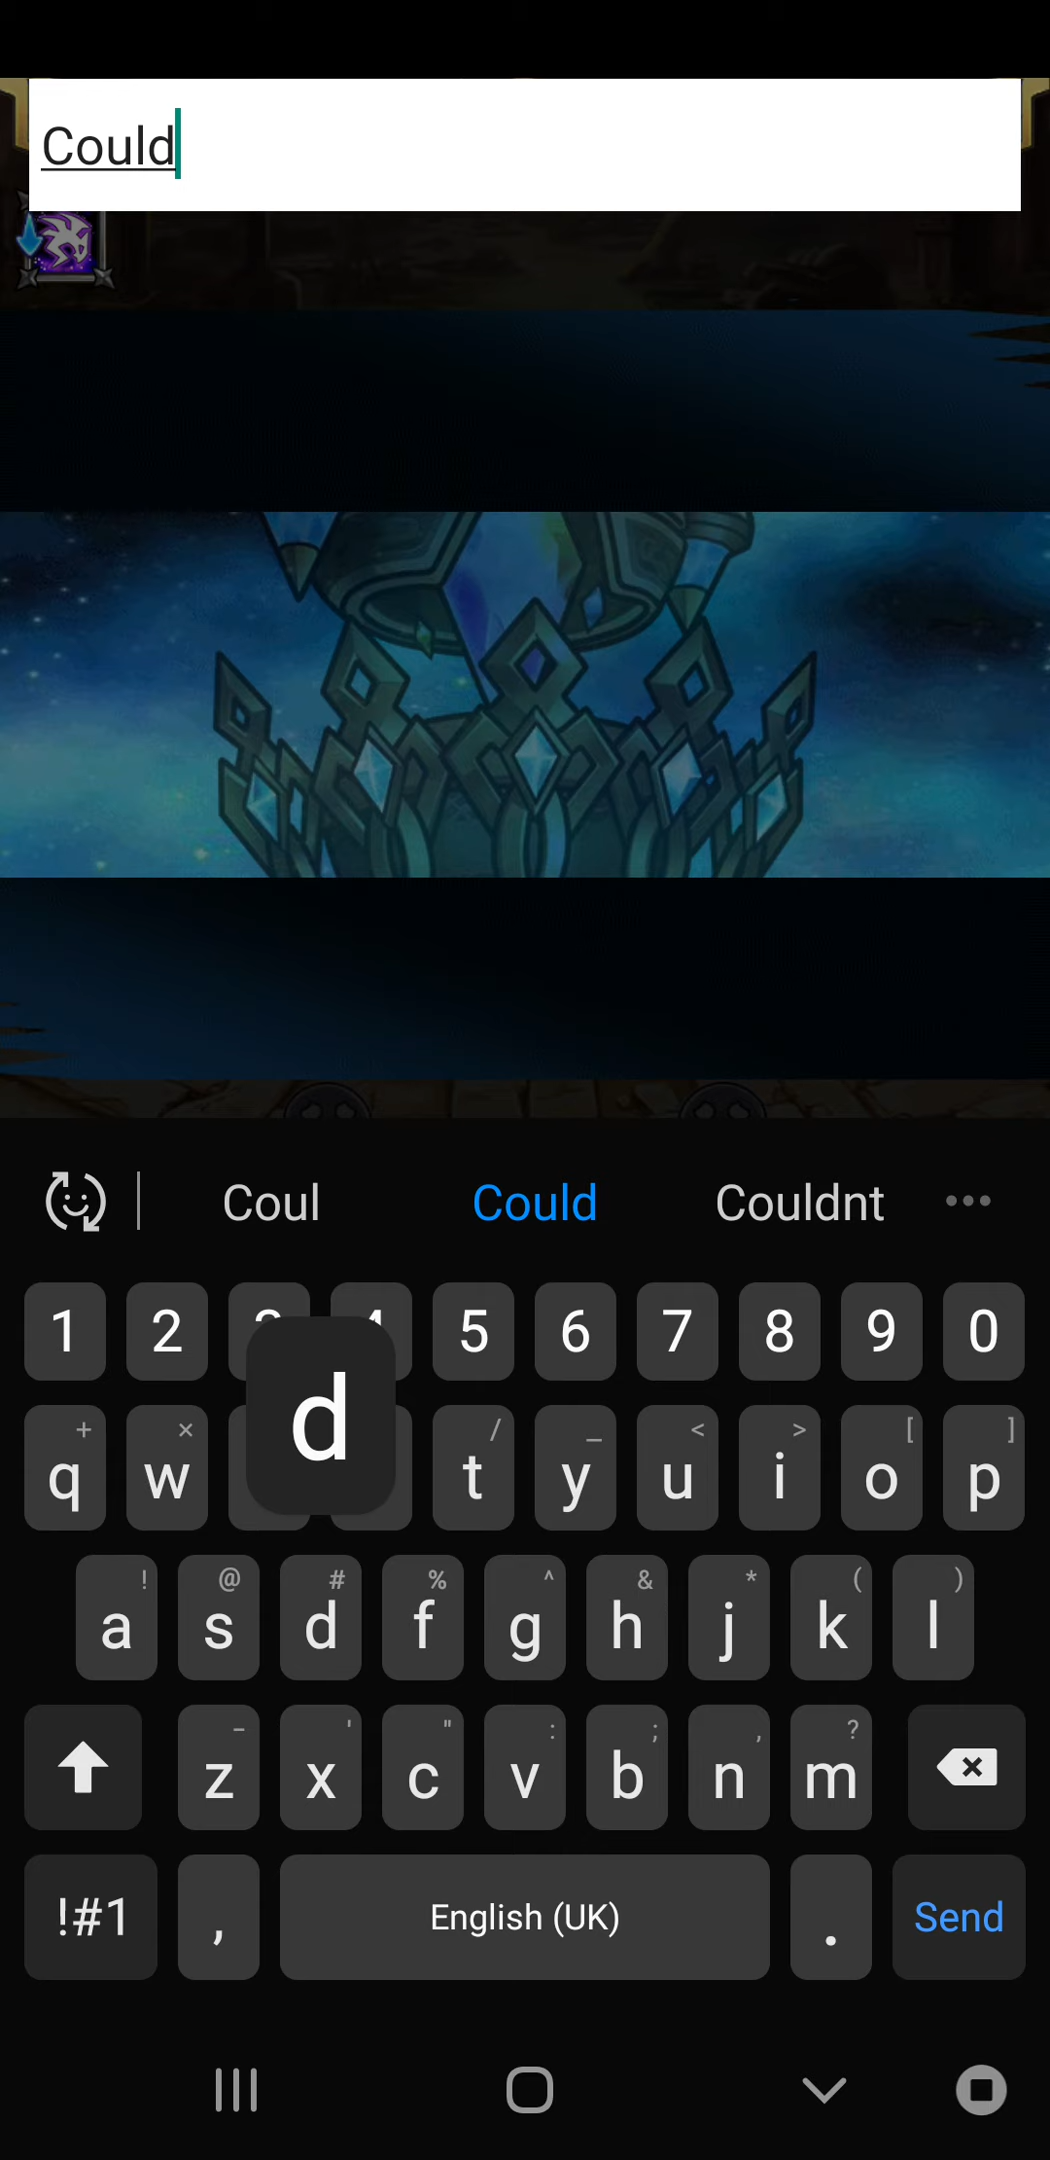 Could
Coul Could Couldnt •••
1 2 5 6 7 8 9 0
d
+ × / _ < > [ ]
q w t y u i o p
! @ # % ^ & * ( )
a s d f g h j k l
- ' " : ; , ?
z x c v b n m
!#1 , English (UK) . Send